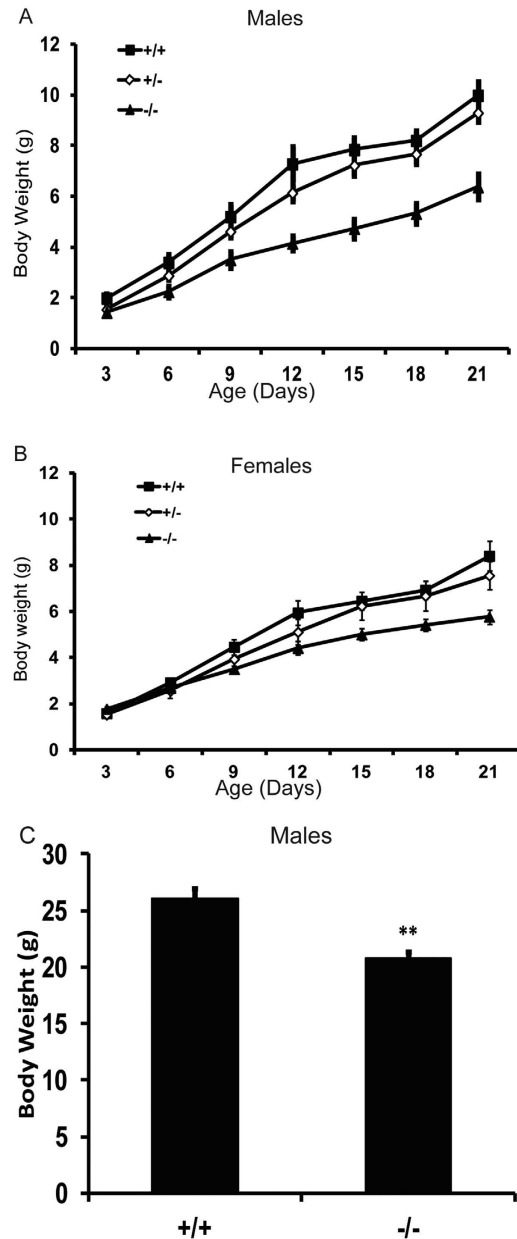 A
Males
12
10
8
6
4
2
0
+/+
+/-
-/-
Body Weight (g)
3 6 9 12 15 18 21
Age (Days)
B
Females
12
10
8
6
4
2
0
+/+
+/-
-/-
Body weight (g)
3 6 9 12 15 18 21
Age (Days)
C
Males
30
25
20
15
10
5
0
Body Weight (g)
**
+/+ -/-